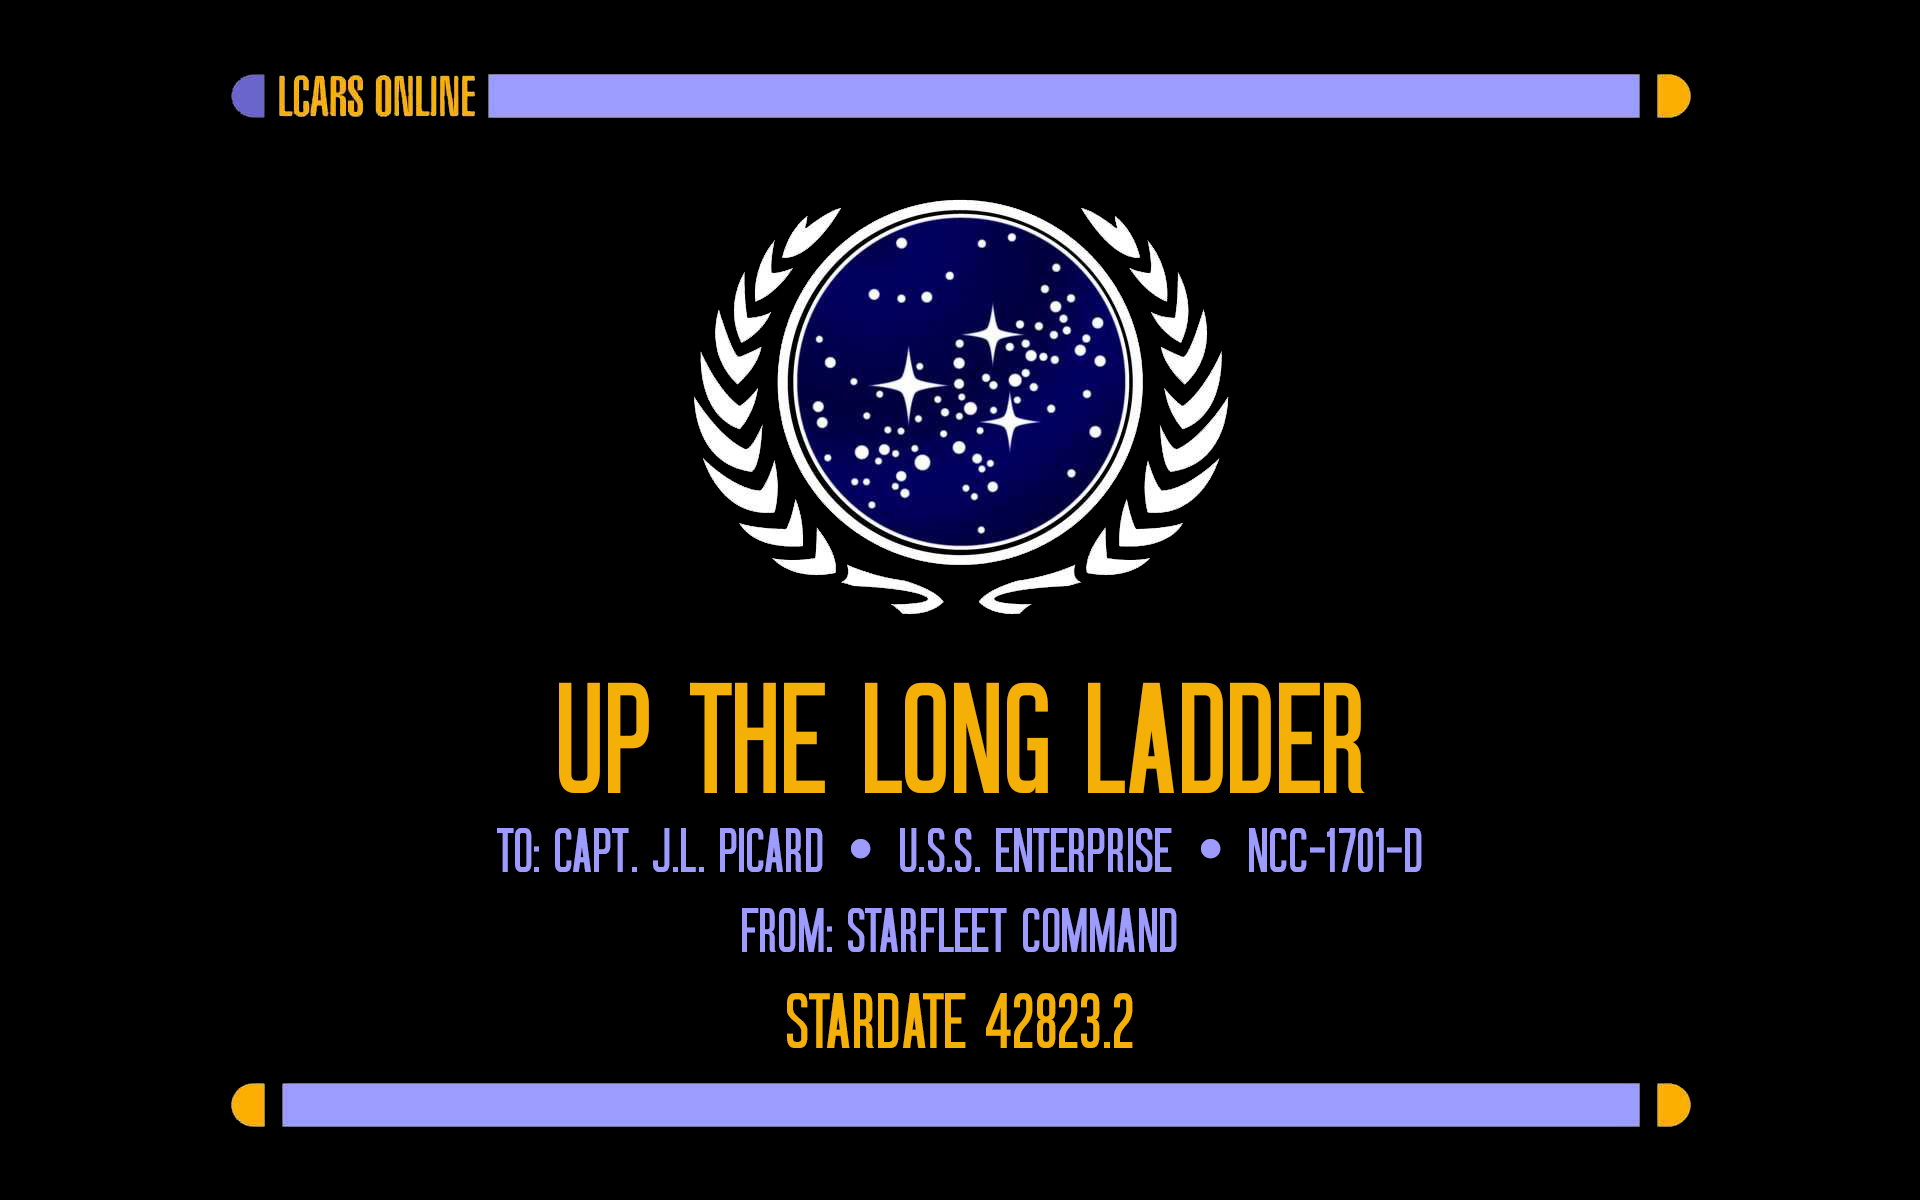 LCARS ONLINE
UP THE LONG LADDER
TO: CAPT. J.L. PICARD • U.S.S. ENTERPRISE • NCC-1701-D
FROM: STARFLEET COMMAND
STARDATE 42823.2